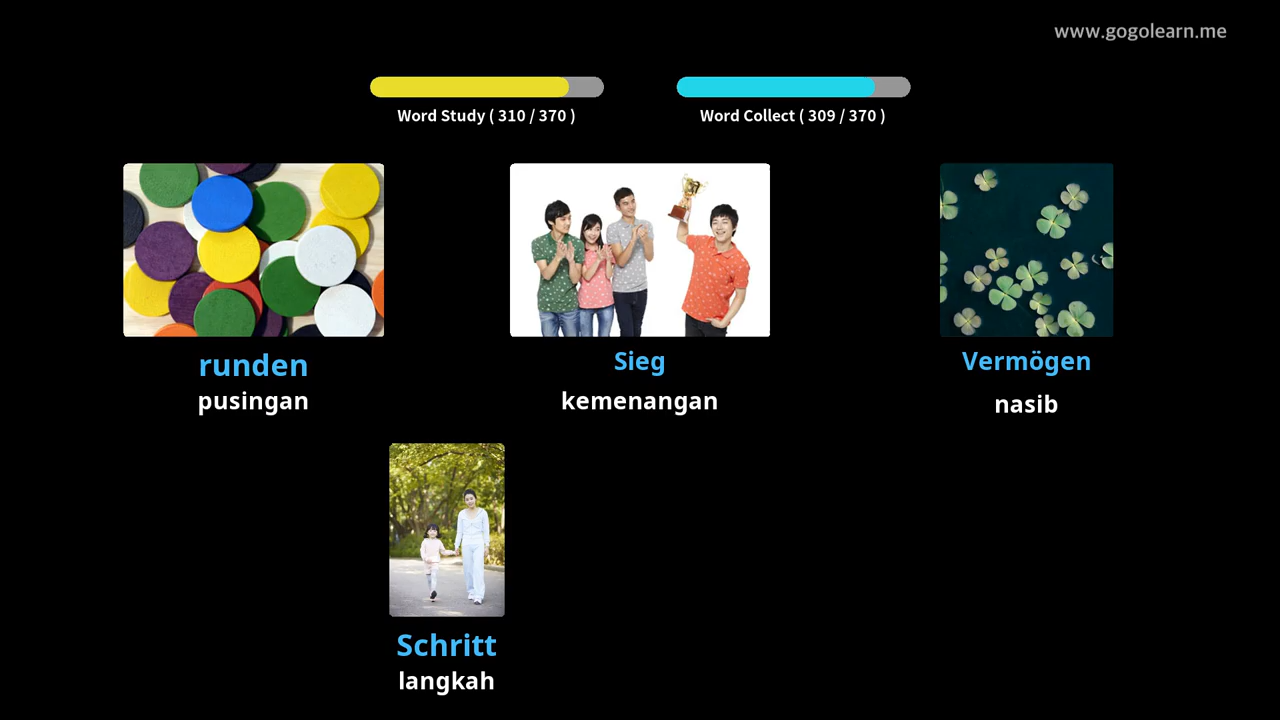 www.gogolearn.me
Word Study ( 310 / 370 )
Word Collect ( 309 / 370 )
runden
pusingan
Sieg
kemenangan
Vermögen
nasib
Schritt
langkah